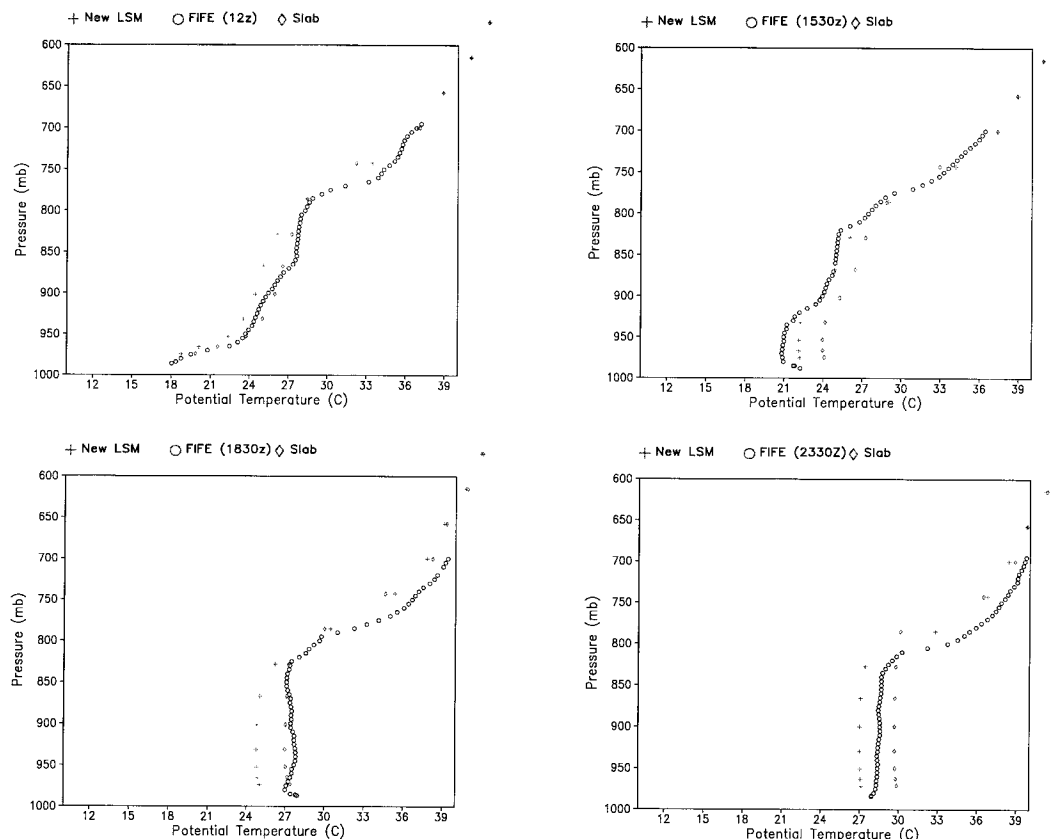 New LSM FIFE (12z) Slab
600
650
700
750
800
850
900
950
1000
Pressure (mb)
12 15 18 21 24 27 30 33 36 39
Potential Temperature (C)
New LSM FIFE (1530z) Slab
600
650
700
750
800
850
900
950
1000
Pressure (mb)
12 15 18 21 24 27 30 33 36 39
Potential Temperature (C)
New LSM FIFE (1830z) Slab
600
650
700
750
800
850
900
950
1000
Pressure (mb)
12 15 18 21 24 27 30 33 36 39
Potential Temperature (C)
New LSM FIFE (2330Z) Slab
600
650
700
750
800
850
900
950
1000
Pressure (mb)
12 15 18 21 24 27 30 33 36 39
Potential Temperature (C)